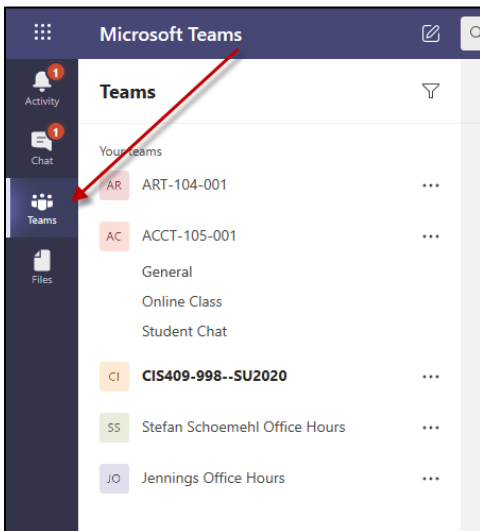 Microsoft Teams
1
Activity
Teams
1
Chat
Your teams
AR ART-104-001
Teams
AC ACCT-105-001
General
Files
Online Class
Student Chat
CI CIS409-998--SU2020
SS Stefan Schoemehl Office Hours
JO Jennings Office Hours